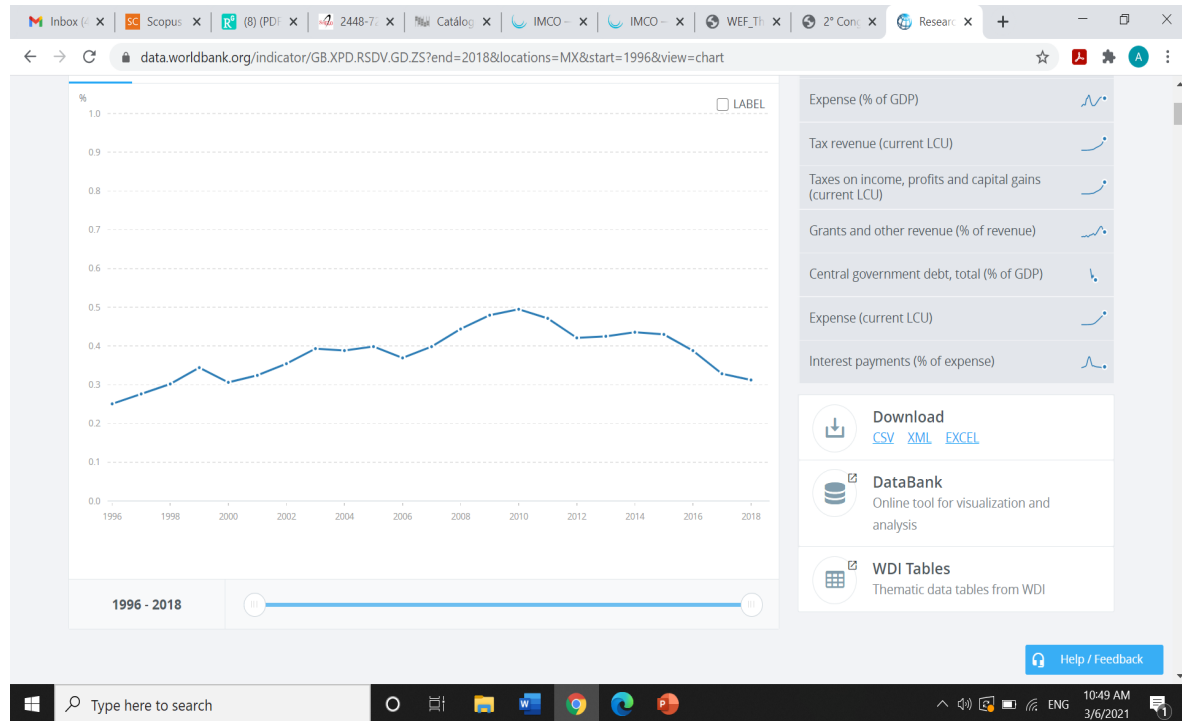 Inbox (4
SC Scopus
R⁶ (8) (PDF
2448-72
Catálog
IMCO –
IMCO –
WEF_Th
2° Cong
Researc
data.worldbank.org/indicator/GB.XPD.RSDV.GD.ZS?end=2018&locations=MX&start=1996&view=chart
A
%
LABEL
1.0
0.9
0.8
0.7
0.6
0.5
0.4
0.3
0.2
0.1
0.0
1996 1998 2000 2002 2004 2006 2008 2010 2012 2014 2016 2018
1996 - 2018
Expense (% of GDP)
Tax revenue (current LCU)
Taxes on income, profits and capital gains
(current LCU)
Grants and other revenue (% of revenue)
Central government debt, total (% of GDP)
Expense (current LCU)
Interest payments (% of expense)
Download
CSV XML EXCEL
DataBank
Online tool for visualization and
analysis
WDI Tables
Thematic data tables from WDI
Help / Feedback
Type here to search
ENG
10:49 AM
3/6/2021
1